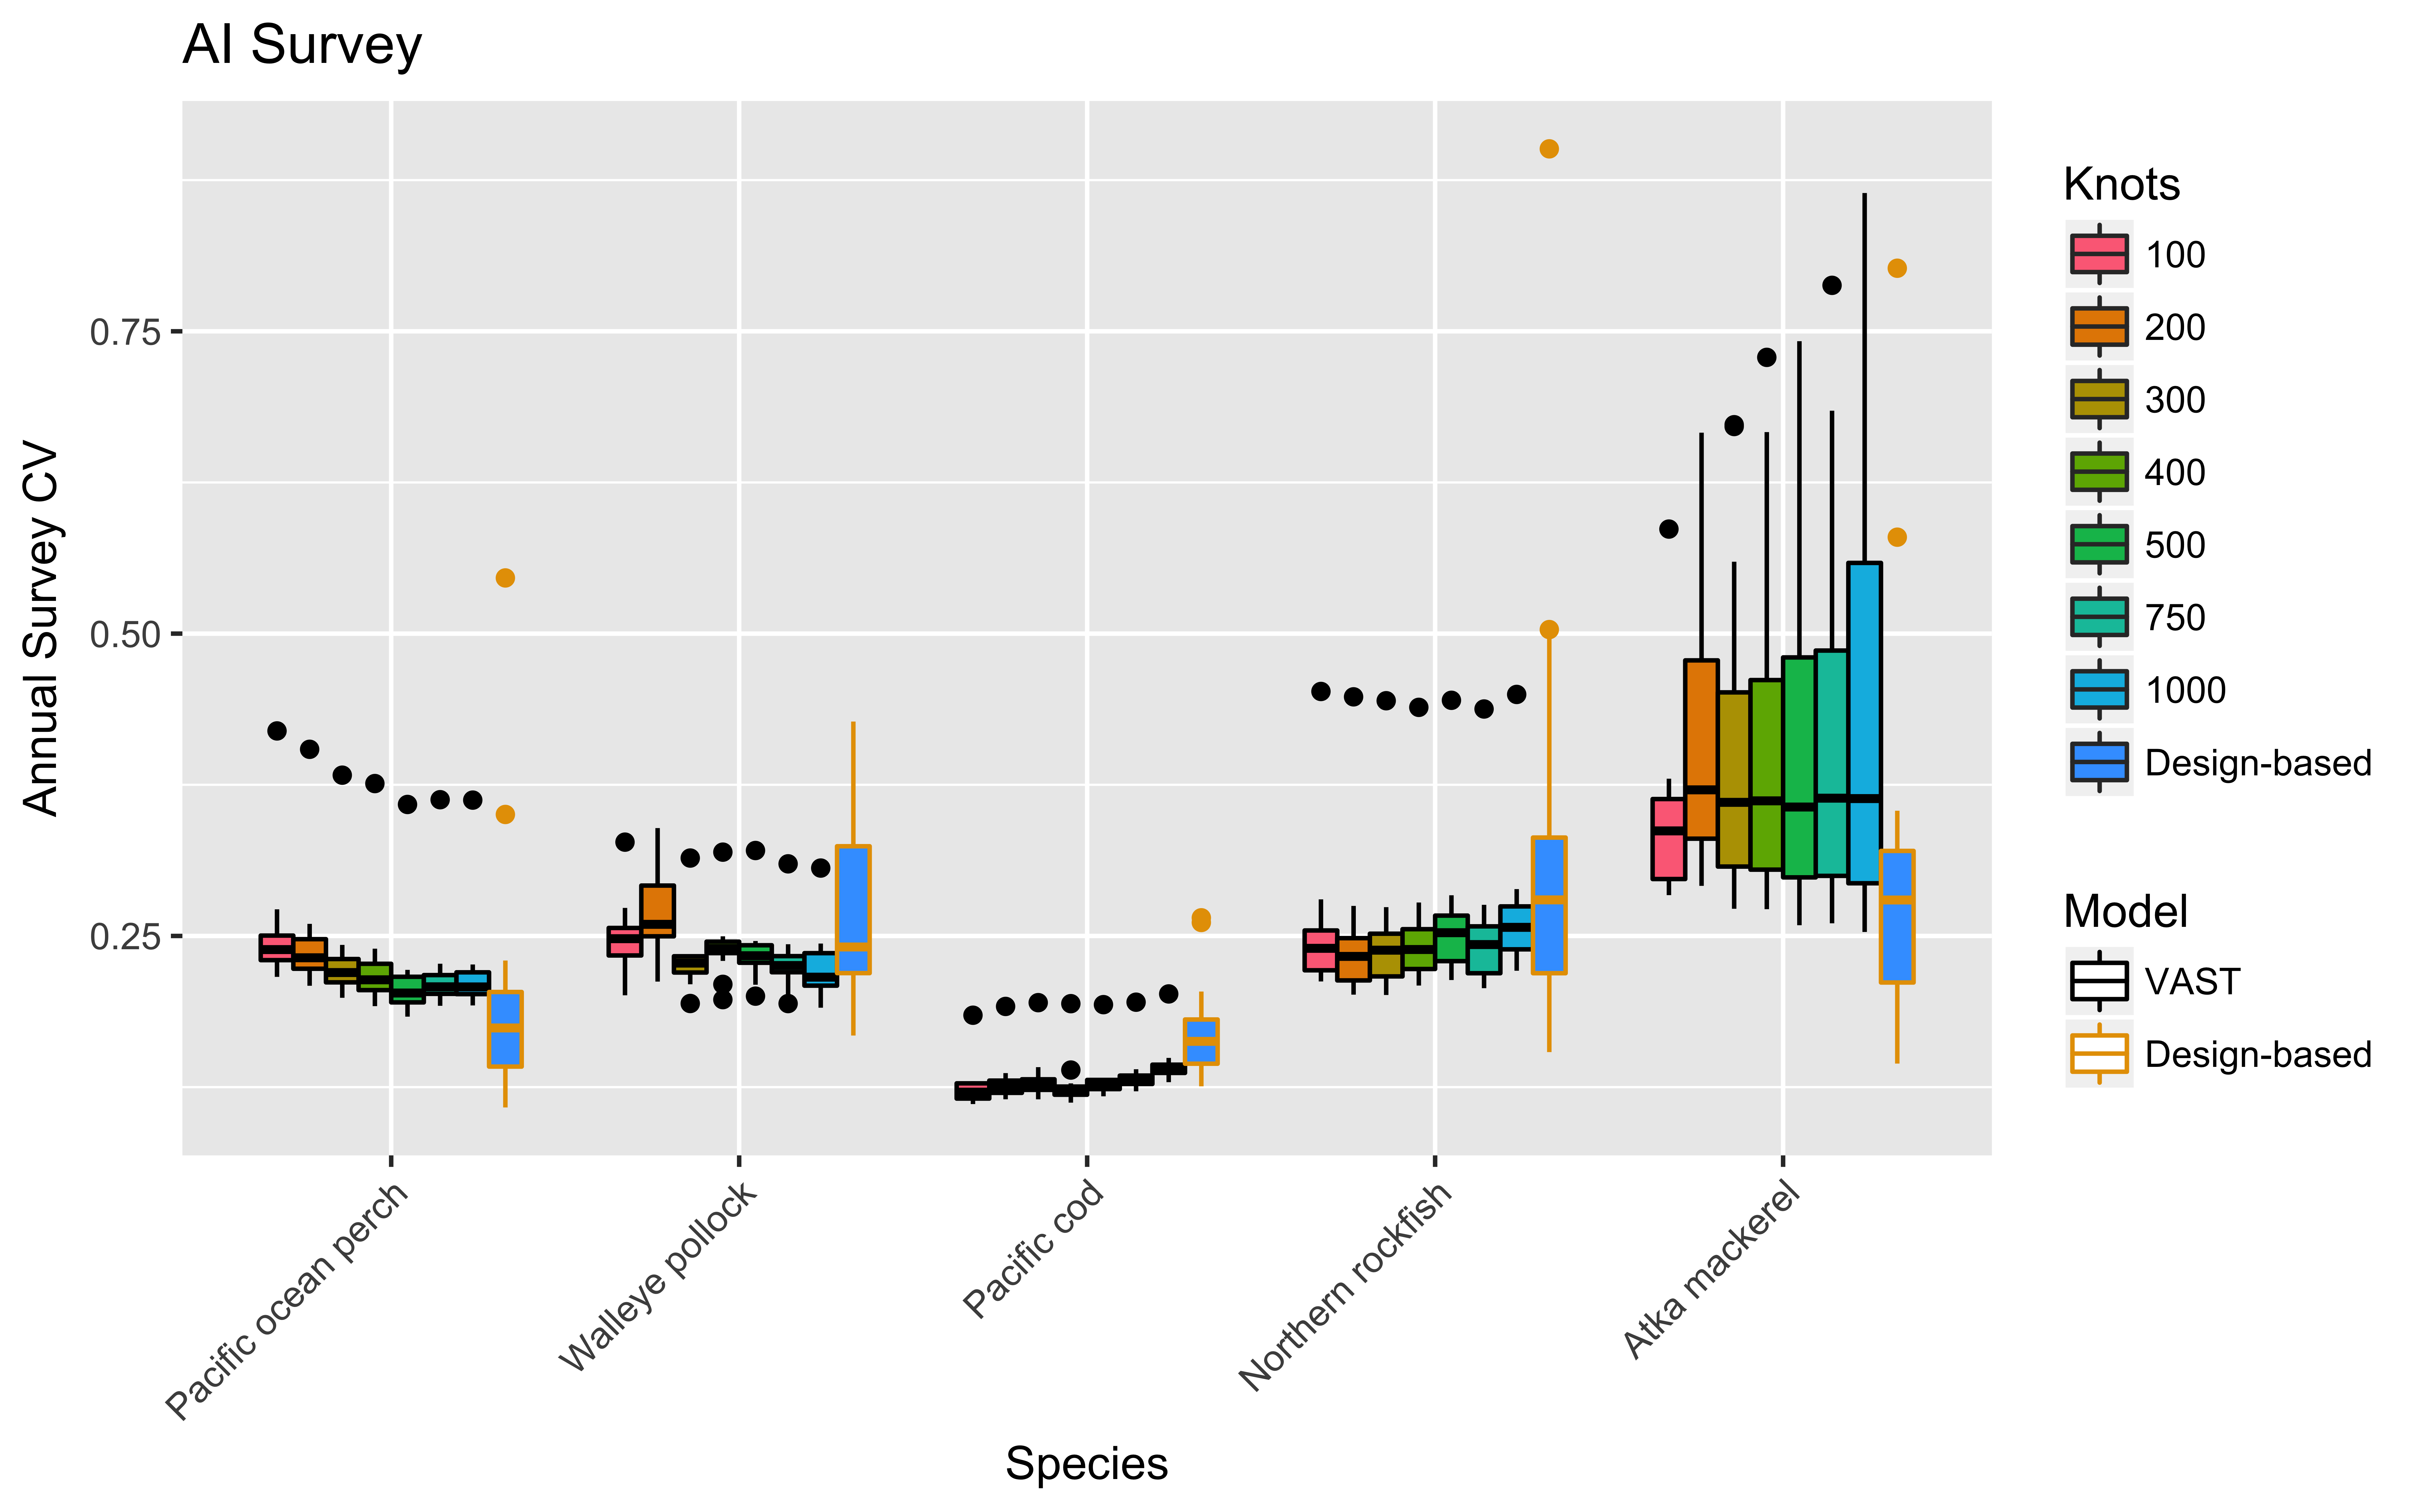 AI Survey
Annual Survey CV
0.75
0.50
0.25
Pacific ocean perch
Walleye pollock
Pacific cod
Northern rockfish
Atka mackerel
Species
Knots
100
200
300
400
500
750
1000
Design-based
Model
VAST
Design-based